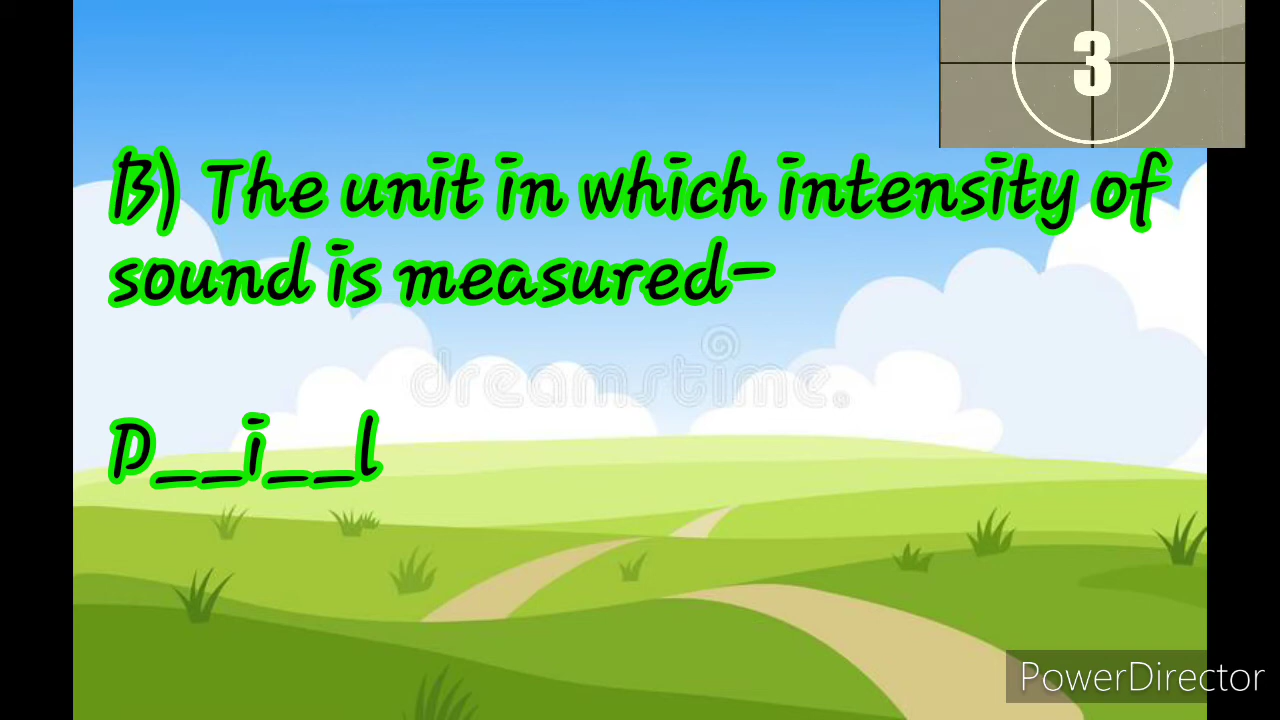 3
B) The unit in which intensity of
sound is measured-
dreamstime.
D__i__l
PowerDirector